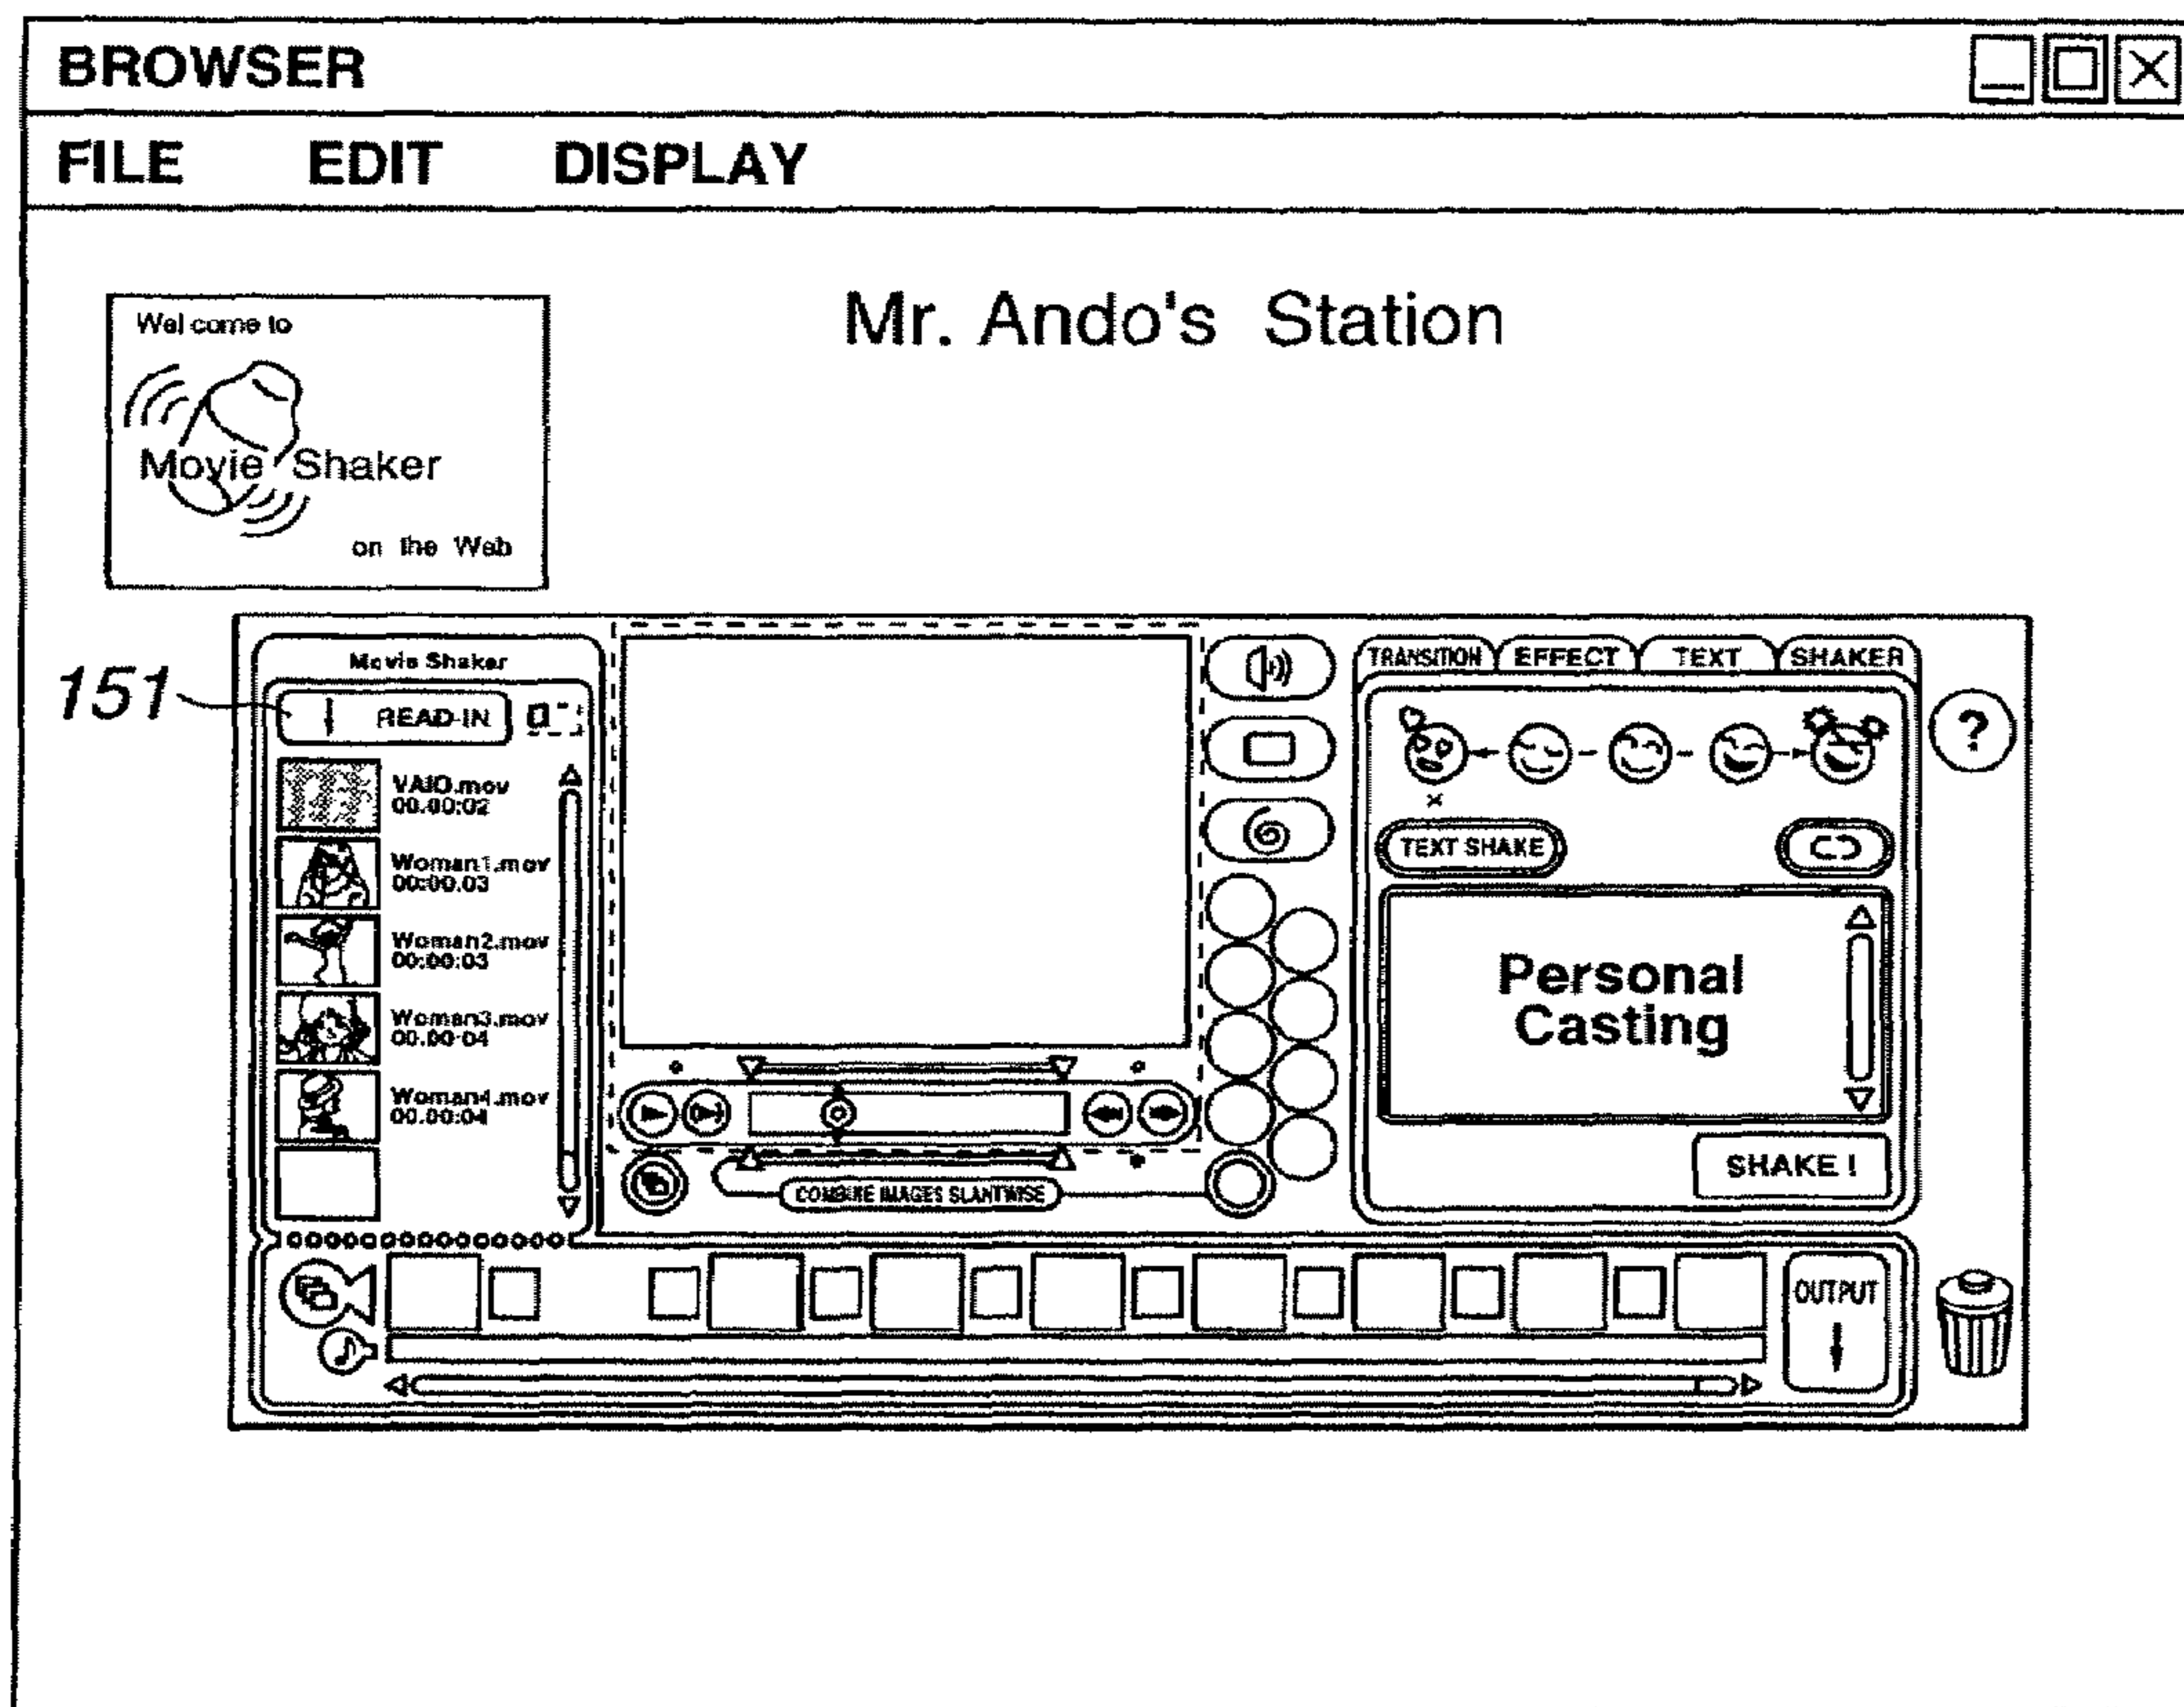 BROWSER
FILE EDIT DISPLAY
Mr. Ando's Station
Wel come to
Movie Shaker
on the Web
151
Movie Shaker
READ-IN
VAIO.mov
00.00:02
Woman1.mov
00:00.03
Woman2.mov
00:00:03
Woman3.mov
00.00:04
Woman4.mov
00.00:04
COMBINE IMAGES SLANTWISE
TRANSITION EFFECT TEXT SHAKER
?
TEXT SHAKE
Personal
Casting
SHAKE !
OUTPUT